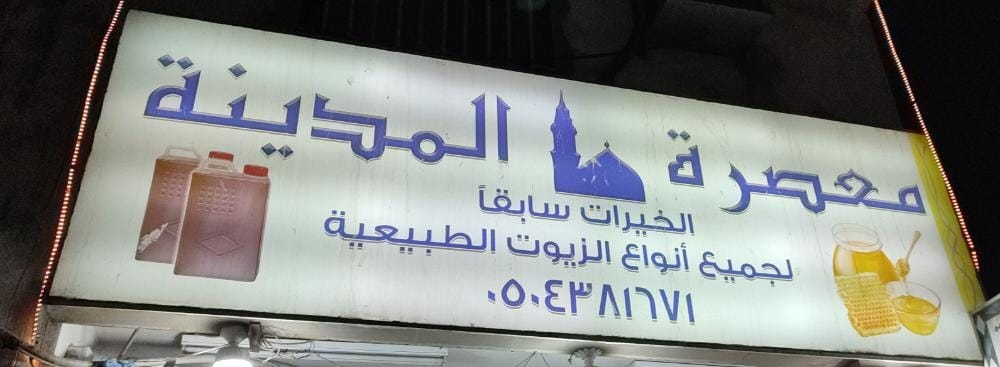 معصرة المدينة
الخيرات سابقاً
لجميع أنواع الزيوت الطبيعية
٠٥٠٤٣٨١٦٧١